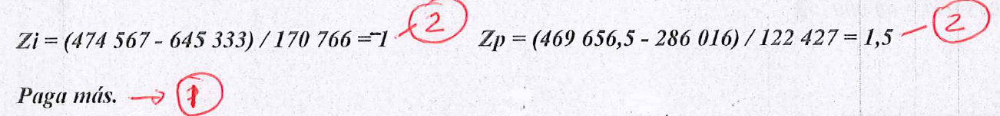 Zi = (474 567 - 645 333) / 170 766 = -1 2 Zp = (469 656,5 - 286 016) / 122 427 = 1,5 2
Paga más. 1